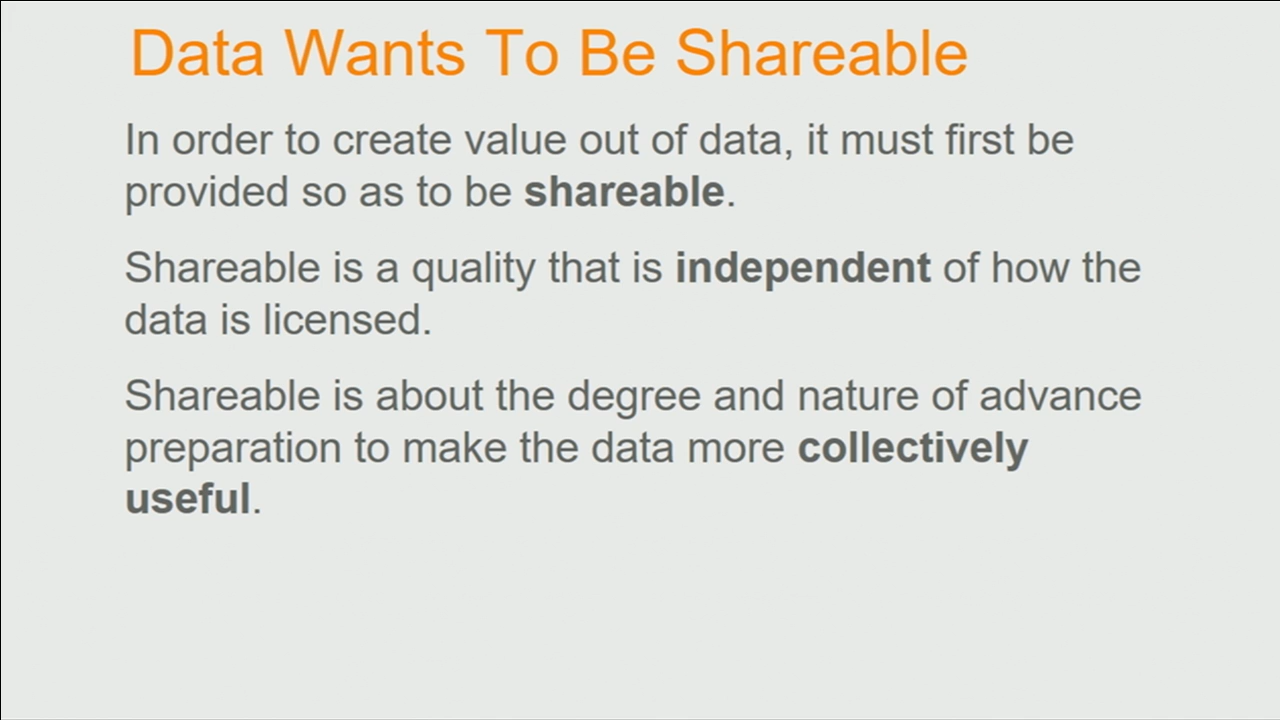 Data Wants To Be Shareable
In order to create value out of data, it must first be
provided so as to be shareable.
Shareable is a quality that is independent of how the
data is licensed.
Shareable is about the degree and nature of advance
preparation to make the data more collectively
useful.